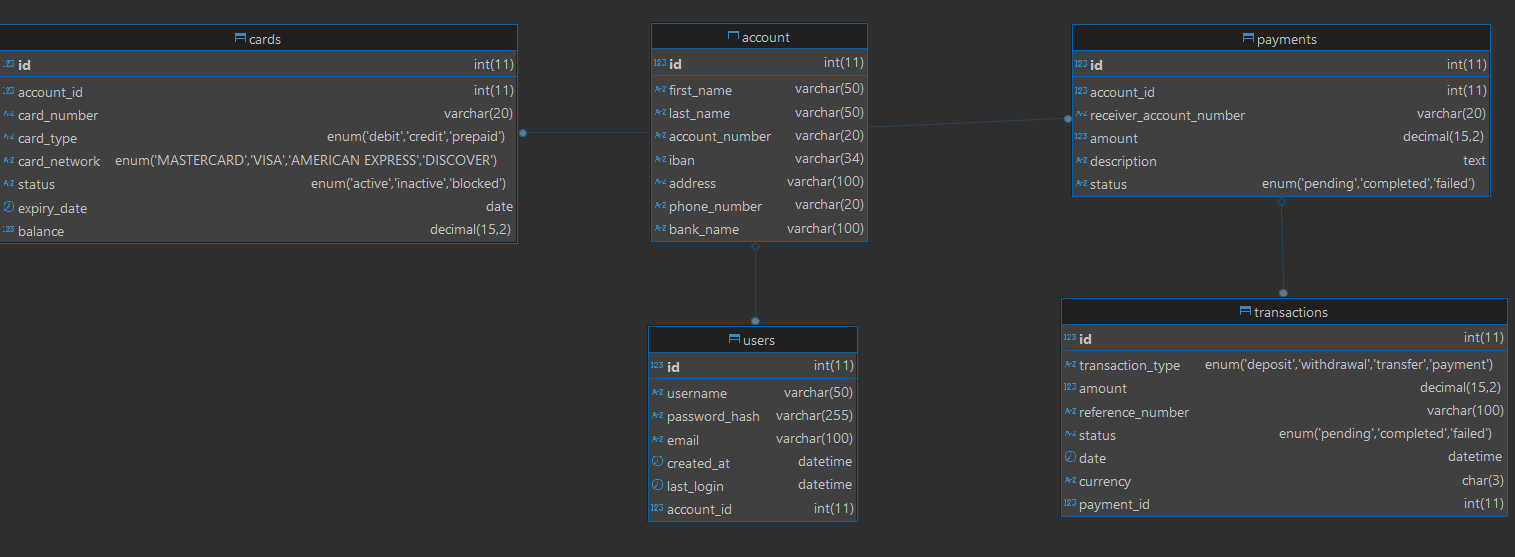 cards
id int(11)
account_id int(11)
card_number varchar(20)
card_type enum('debit','credit','prepaid')
card_network enum('MASTERCARD','VISA','AMERICAN EXPRESS','DISCOVER')
status enum('active','inactive','blocked')
expiry_date date
balance decimal(15,2)
account
id int(11)
first_name varchar(50)
last_name varchar(50)
account_number varchar(20)
iban varchar(34)
address varchar(100)
phone_number varchar(20)
bank_name varchar(100)
payments
id int(11)
account_id int(11)
receiver_account_number varchar(20)
amount decimal(15,2)
description text
status enum('pending','completed','failed')
users
id int(11)
username varchar(50)
password_hash varchar(255)
email varchar(100)
created_at datetime
last_login datetime
account_id int(11)
transactions
id int(11)
transaction_type enum('deposit','withdrawal','transfer','payment')
amount decimal(15,2)
reference_number varchar(100)
status enum('pending','completed','failed')
date datetime
currency char(3)
payment_id int(11)